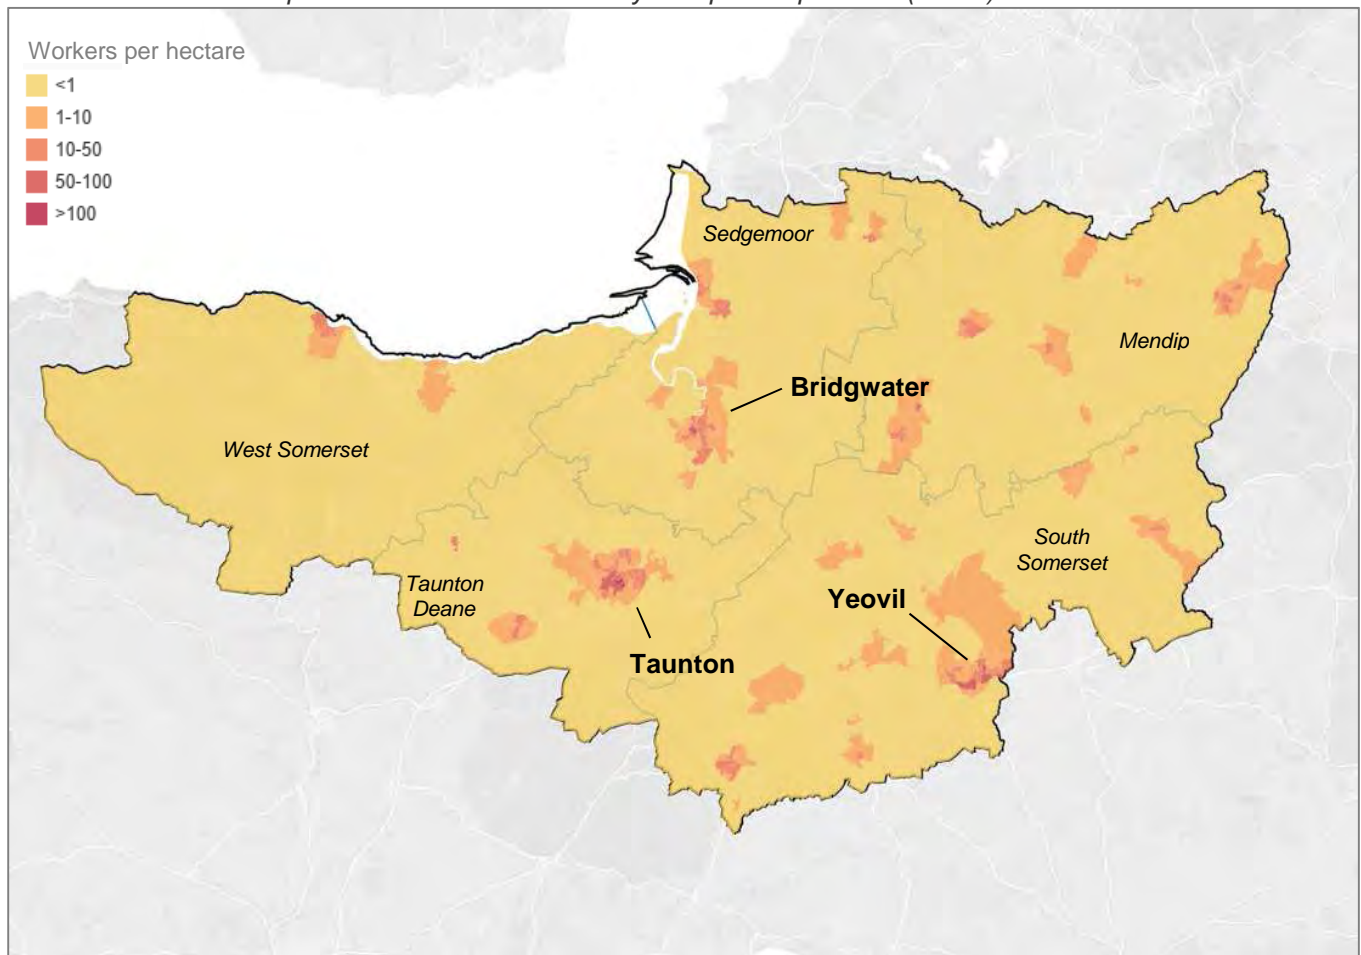 Workers per hectare
<1
1-10
10-50
50-100
>100
Sedgemoor
Mendip
Bridgwater
West Somerset
South
Somerset
Taunton
Deane
Yeovil
Taunton